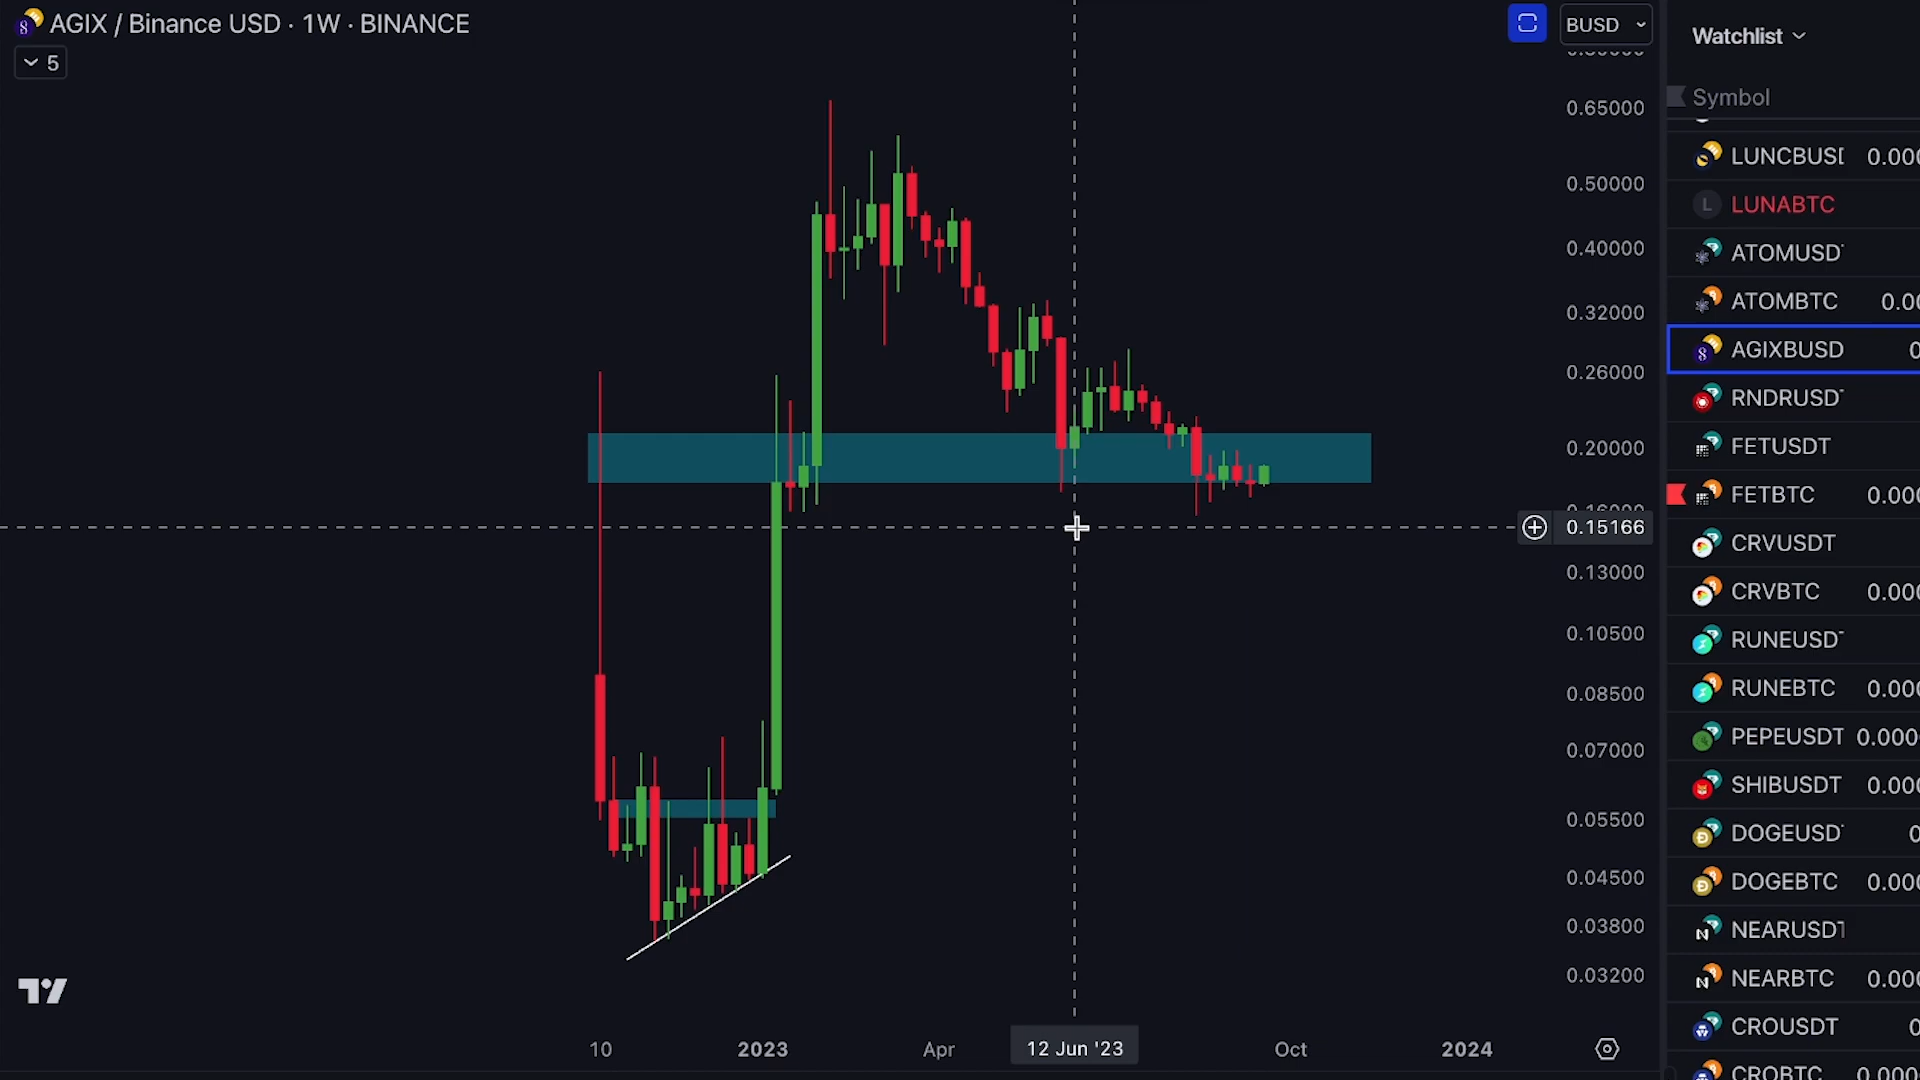 AGIX / Binance USD · 1W · BINANCE
5
BUSD
0.65000
0.50000
0.40000
0.32000
0.26000
0.20000
0.15166
0.13000
0.10500
0.08500
0.07000
0.05500
0.04500
0.03800
0.03200
10
2023
Apr
12 Jun '23
Oct
2024
Watchlist
Symbol
LUNCBUSD 0.000
L LUNABTC
ATOMUSD
ATOMBTC 0.00
AGIXBUSD 0
RNDRUSD
FETUSDT
FETBTC 0.000
CRVUSDT
CRVBTC 0.000
RUNEUSD
RUNEBTC 0.000
PEPEUSDT 0.000
SHIBUSDT 0.000
DOGEUSD 0
DOGEBTC 0.000
NEARUSDT
NEARBTC 0.000
CROUSDT 0
CROBTC 0.000